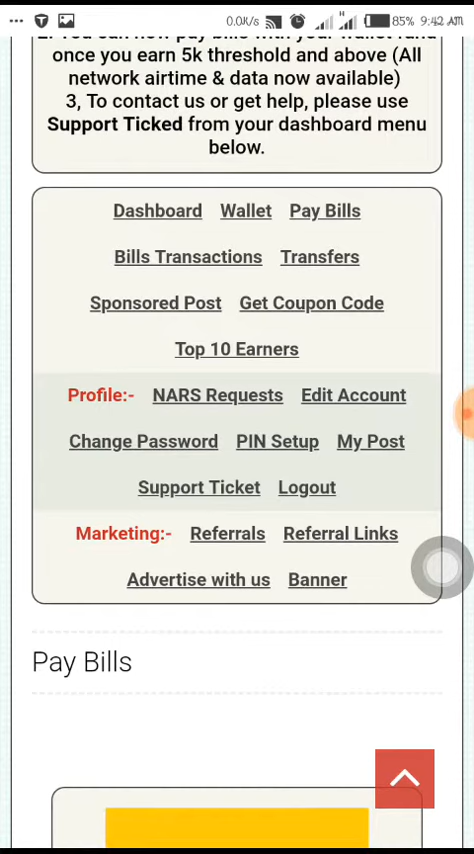 0.0K/s 85% 9:42 AM
2. You can now pay bills with your wallet fund
once you earn 5k threshold and above (All
network airtime & data now available)
3, To contact us or get help, please use
Support Ticked from your dashboard menu
below.
Dashboard Wallet Pay Bills
Bills Transactions Transfers
Sponsored Post Get Coupon Code
Top 10 Earners
Profile:- NARS Requests Edit Account
Change Password PIN Setup My Post
Support Ticket Logout
Marketing:- Referrals Referral Links
Advertise with us Banner
Pay Bills